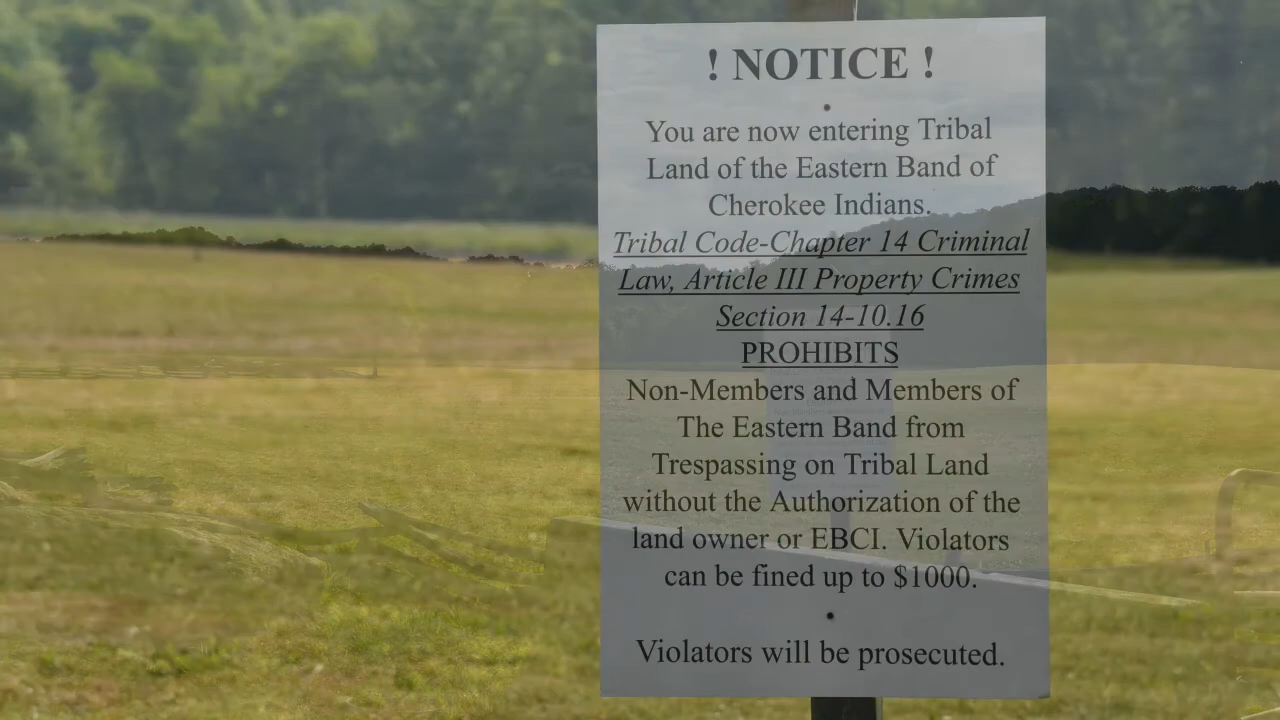 ! NOTICE !
You are now entering Tribal
Land of the Eastern Band of
Cherokee Indians.
Tribal Code-Chapter 14 Criminal
Law, Article III Property Crimes
Section 14-10.16
PROHIBITS
Non-Members and Members of
The Eastern Band from
Trespassing on Tribal Land
without the Authorization of the
land owner or EBCI. Violators
can be fined up to $1000.
Violators will be prosecuted.